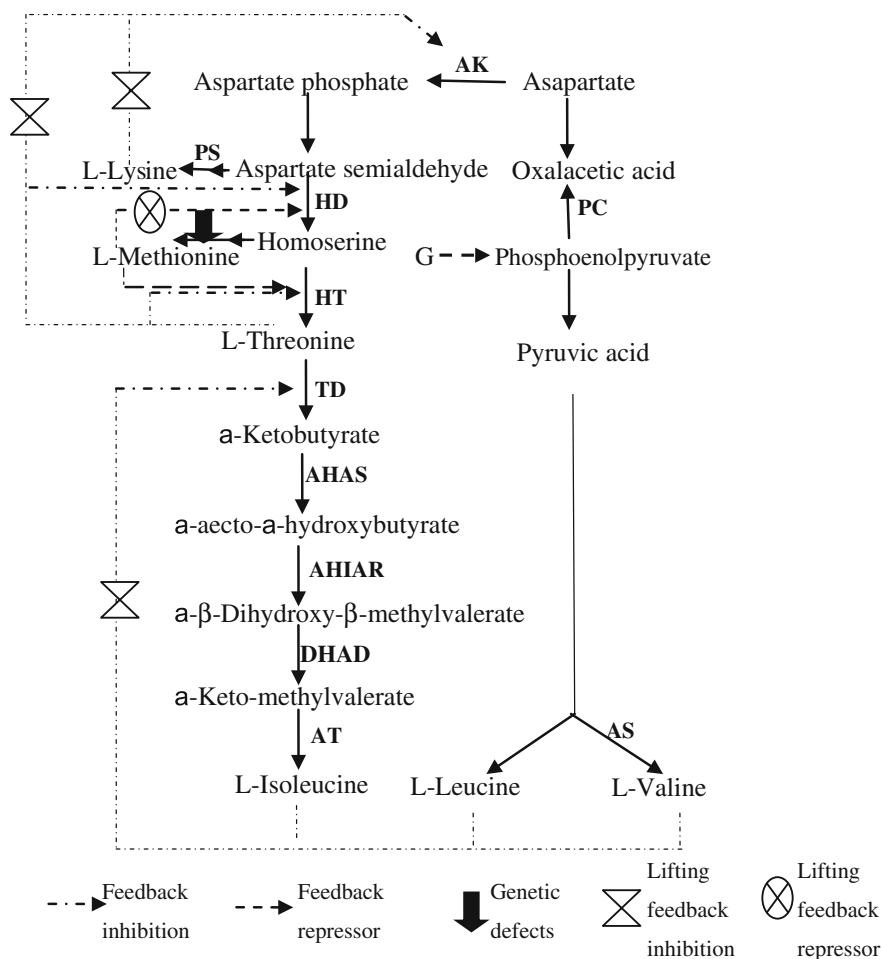 Aspartate phosphate
AK
Asapartate
L-Lysine
PS
Aspartate semialdehyde
Oxalacetic acid
HD
PC
L-Methionine
Homoserine
G
Phosphoenolpyruvate
HT
L-Threonine
Pyruvic acid
TD
a-Ketobutyrate
AHAS
a-aecto-a-hydroxybutyrate
AHIAR
a-β-Dihydroxy-β-methylvalerate
DHAD
a-Keto-methylvalerate
AT
AS
L-Isoleucine
L-Leucine
L-Valine
Feedback
inhibition
Feedback
repressor
Genetic
defects
Lifting
feedback
inhibition
Lifting
feedback
repressor